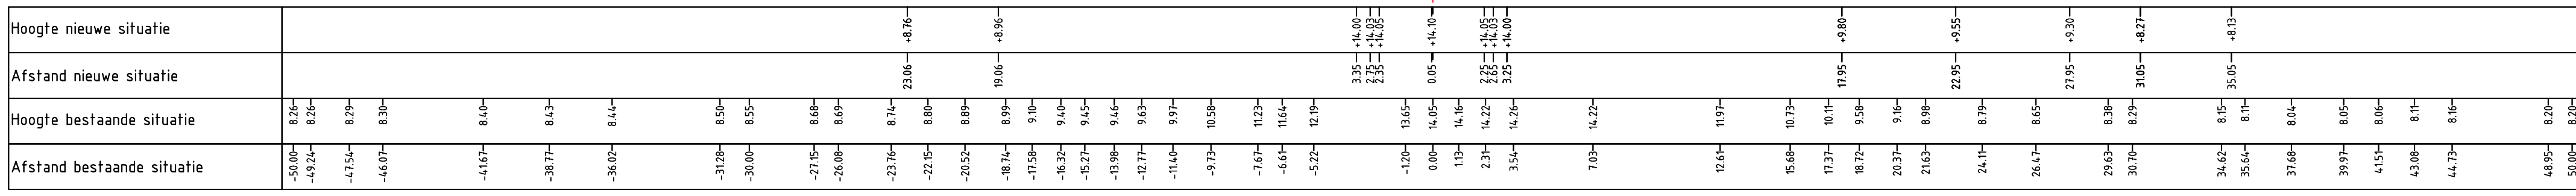 Hoogte nieuwe situatie +8.76 +8.96 +14.00 +14.03 +14.05 +14.10 +14.05 +14.03 +14.00 +9.80 +9.55 +9.30 +8.27 +8.13
Afstand nieuwe situatie 23.06 19.06 3.35 2.75 2.35 0.05 2.25 2.65 3.25 17.95 22.95 27.95 31.05 35.05
Hoogte bestaande situatie 8.26 8.26 8.29 8.30 8.40 8.43 8.44 8.50 8.55 8.68 8.69 8.74 8.80 8.89 8.99 9.10 9.40 9.45 9.46 9.63 9.97 10.58 11.23 11.64 12.19 13.65 14.05 14.16 14.22 14.26 14.22 11.97 10.73 10.11 9.58 9.16 8.98 8.79 8.65 8.38 8.29 8.15 8.11 8.04 8.05 8.06 8.11 8.16 8.20 8.20
Afstand bestaande situatie -50.00 -49.24 -47.54 -46.07 -41.67 -38.77 -36.02 -31.28 -30.00 -27.15 -26.08 -23.76 -22.15 -20.52 -18.74 -17.58 -16.32 -15.27 -13.98 -12.77 -11.40 -9.73 -7.67 -6.61 -5.22 -1.20 0.00 1.13 2.31 3.54 7.03 12.61 15.68 17.37 18.72 20.37 21.63 24.11 26.47 29.63 30.70 34.62 35.64 37.68 39.97 41.51 43.08 44.73 48.95 50.00